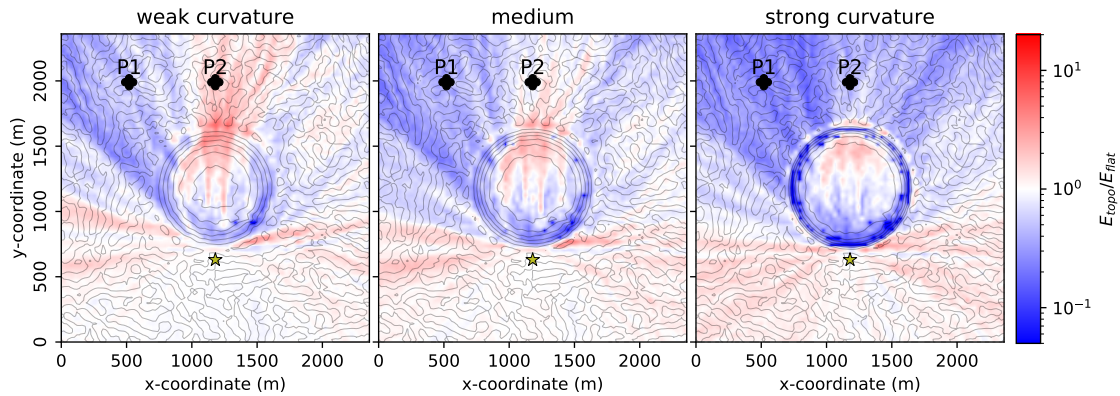 weak curvature
medium
strong curvature
P1
P2
P1
P2
P1
P2
y-coordinate (m)
2000
1500
1000
500
0
0 500 1000 1500 2000
0 500 1000 1500 2000
0 500 1000 1500 2000
x-coordinate (m)
x-coordinate (m)
x-coordinate (m)
10¹
10⁰
10⁻¹
E_topo/E_flat